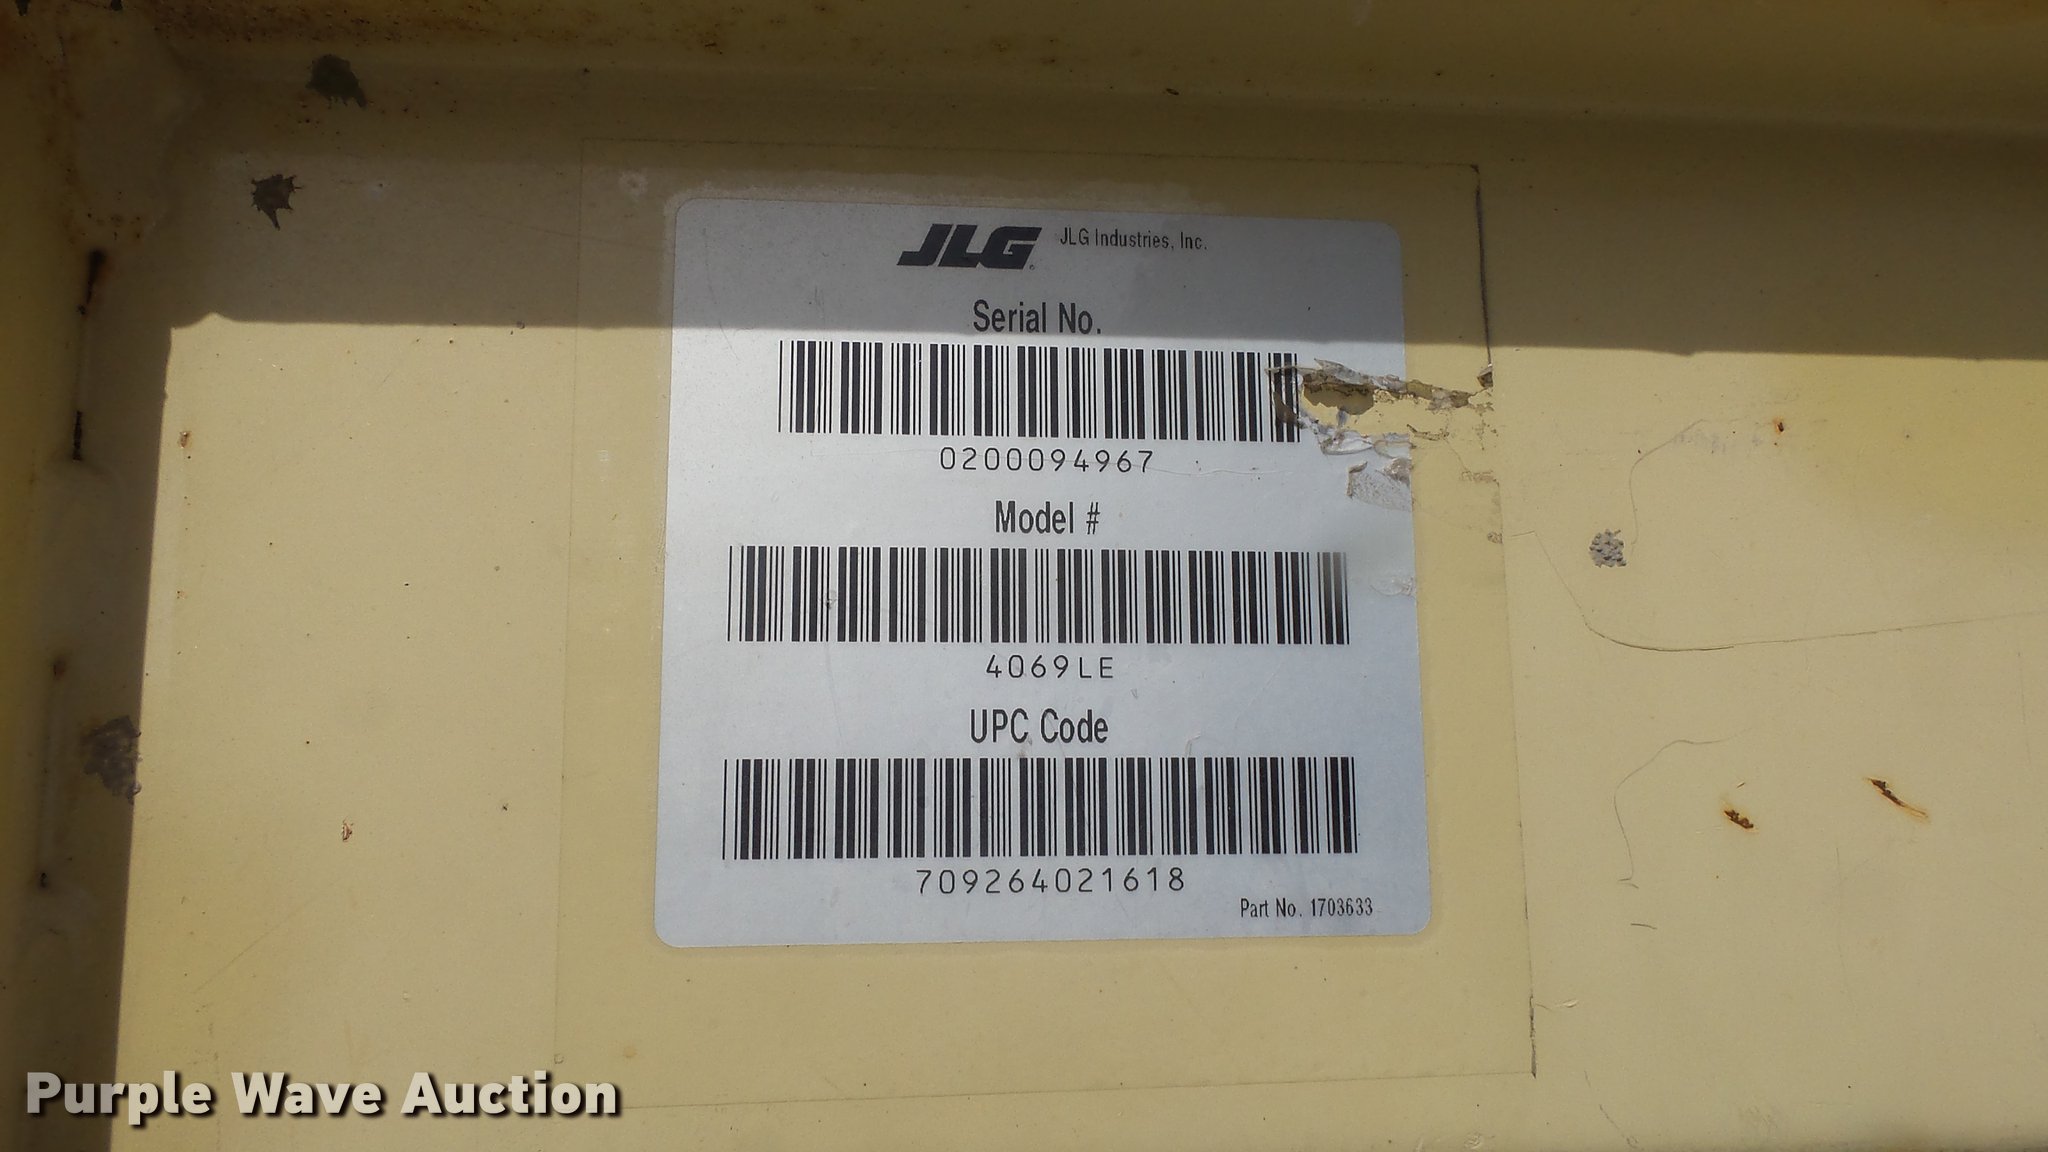 JLG JLG Industries, Inc.
Serial No.
0200094967
Model #
4069LE
UPC Code
709264021618
Part No. 1703633
Purple Wave Auction